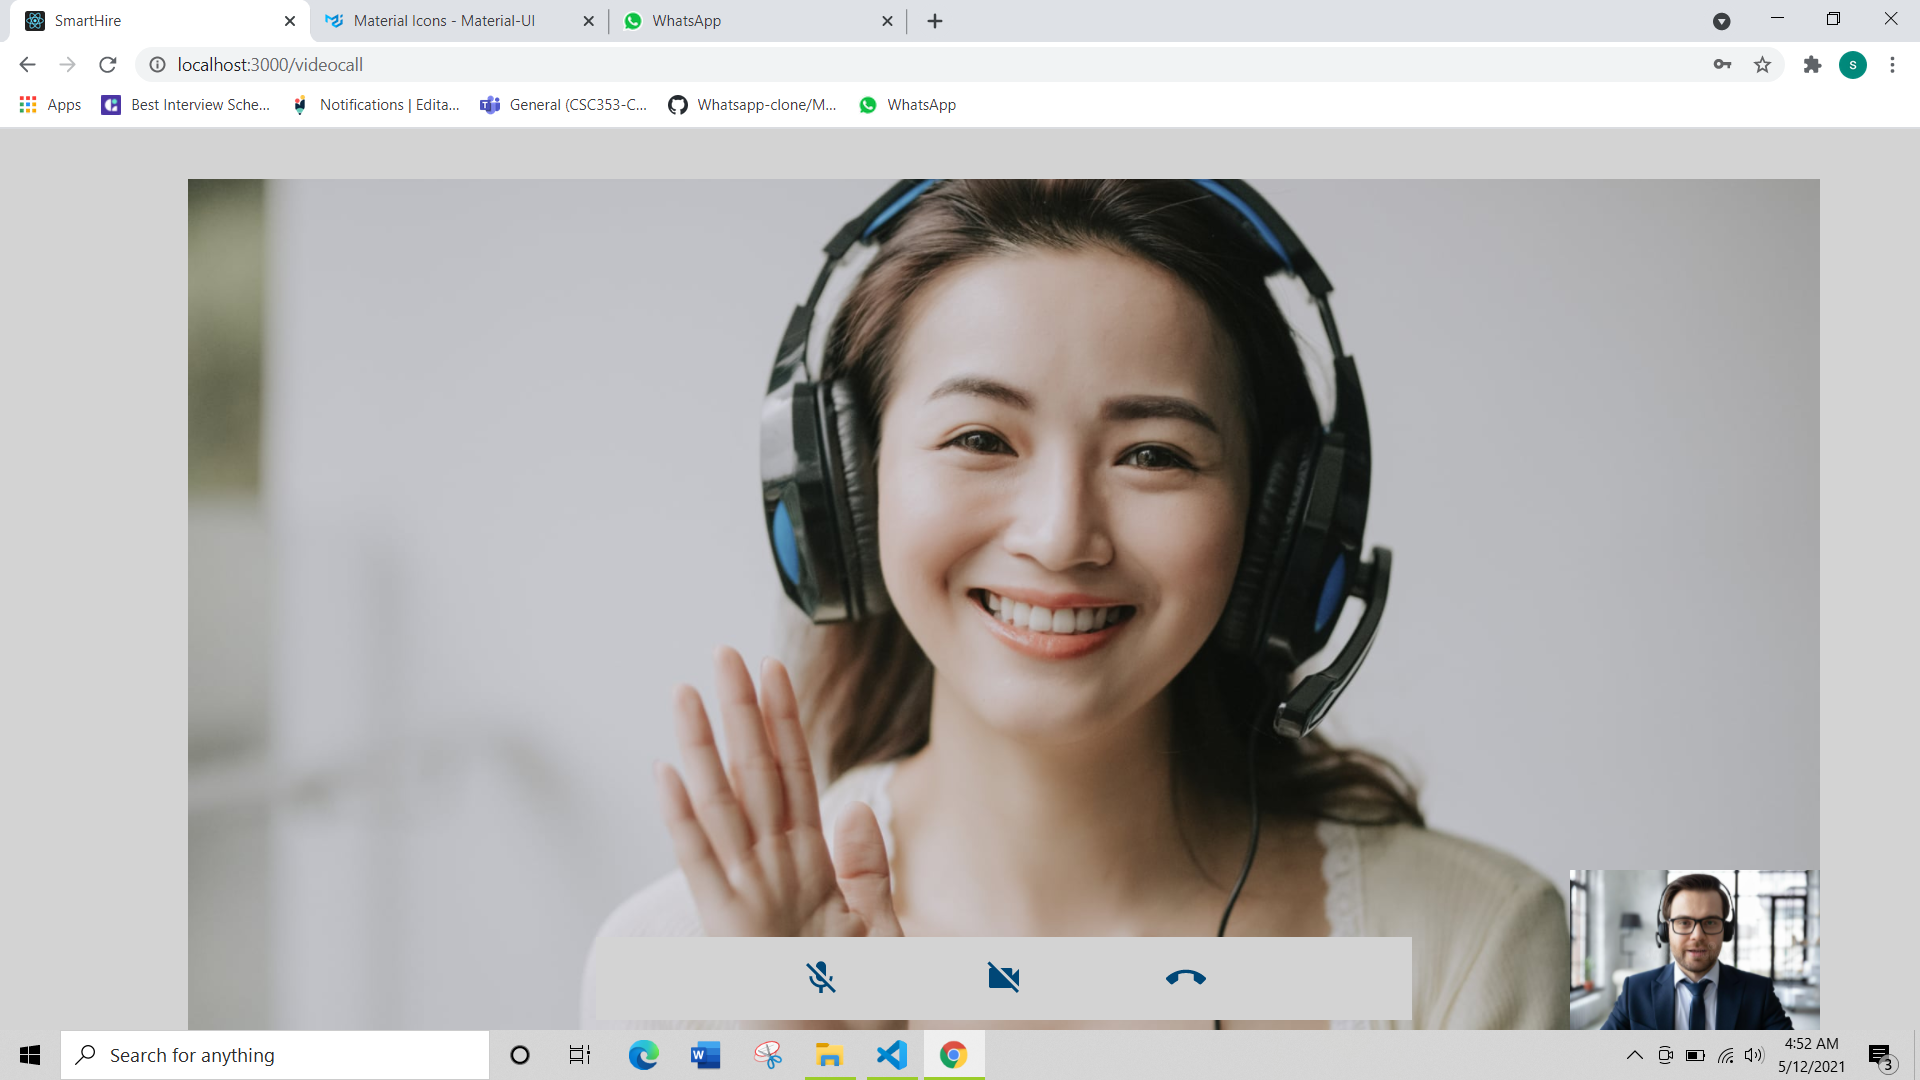 SmartHire
Material Icons - Material-UI
WhatsApp
localhost:3000/videocall
S
Apps
Best Interview Sche...
Notifications | Edita...
General (CSC353-C...
Whatsapp-clone/M...
WhatsApp
Search for anything
W
4:52 AM
5/12/2021
3